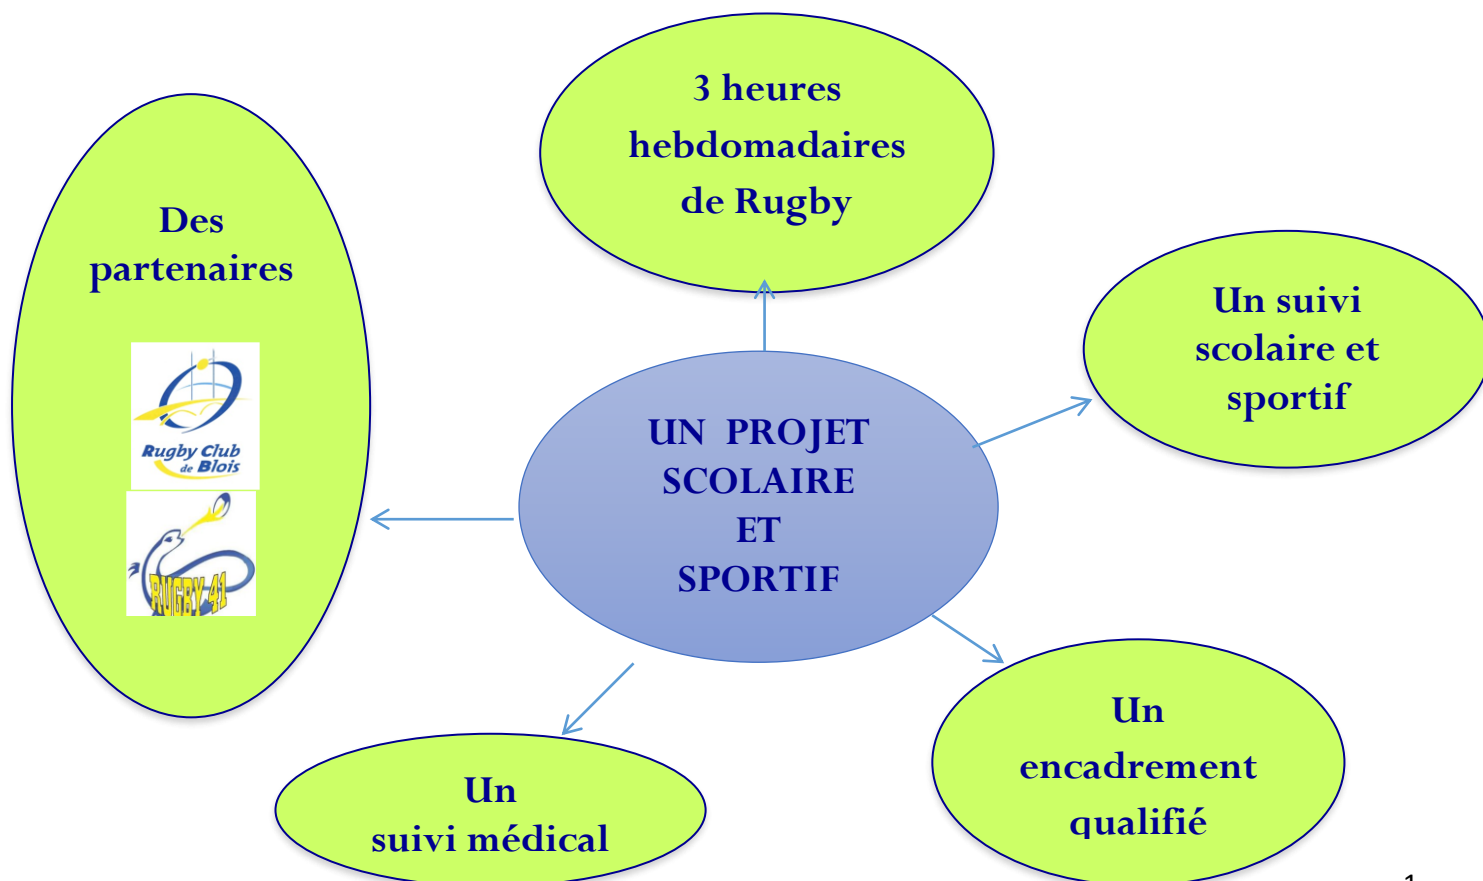 3 heures
hebdomadaires
de Rugby
Des
partenaires
Rugby Club
de Blois
RUGBY 41
Un suivi
scolaire et
sportif
UN PROJET
SCOLAIRE
ET
SPORTIF
Un
encadrement
qualifié
Un
suivi médical
1